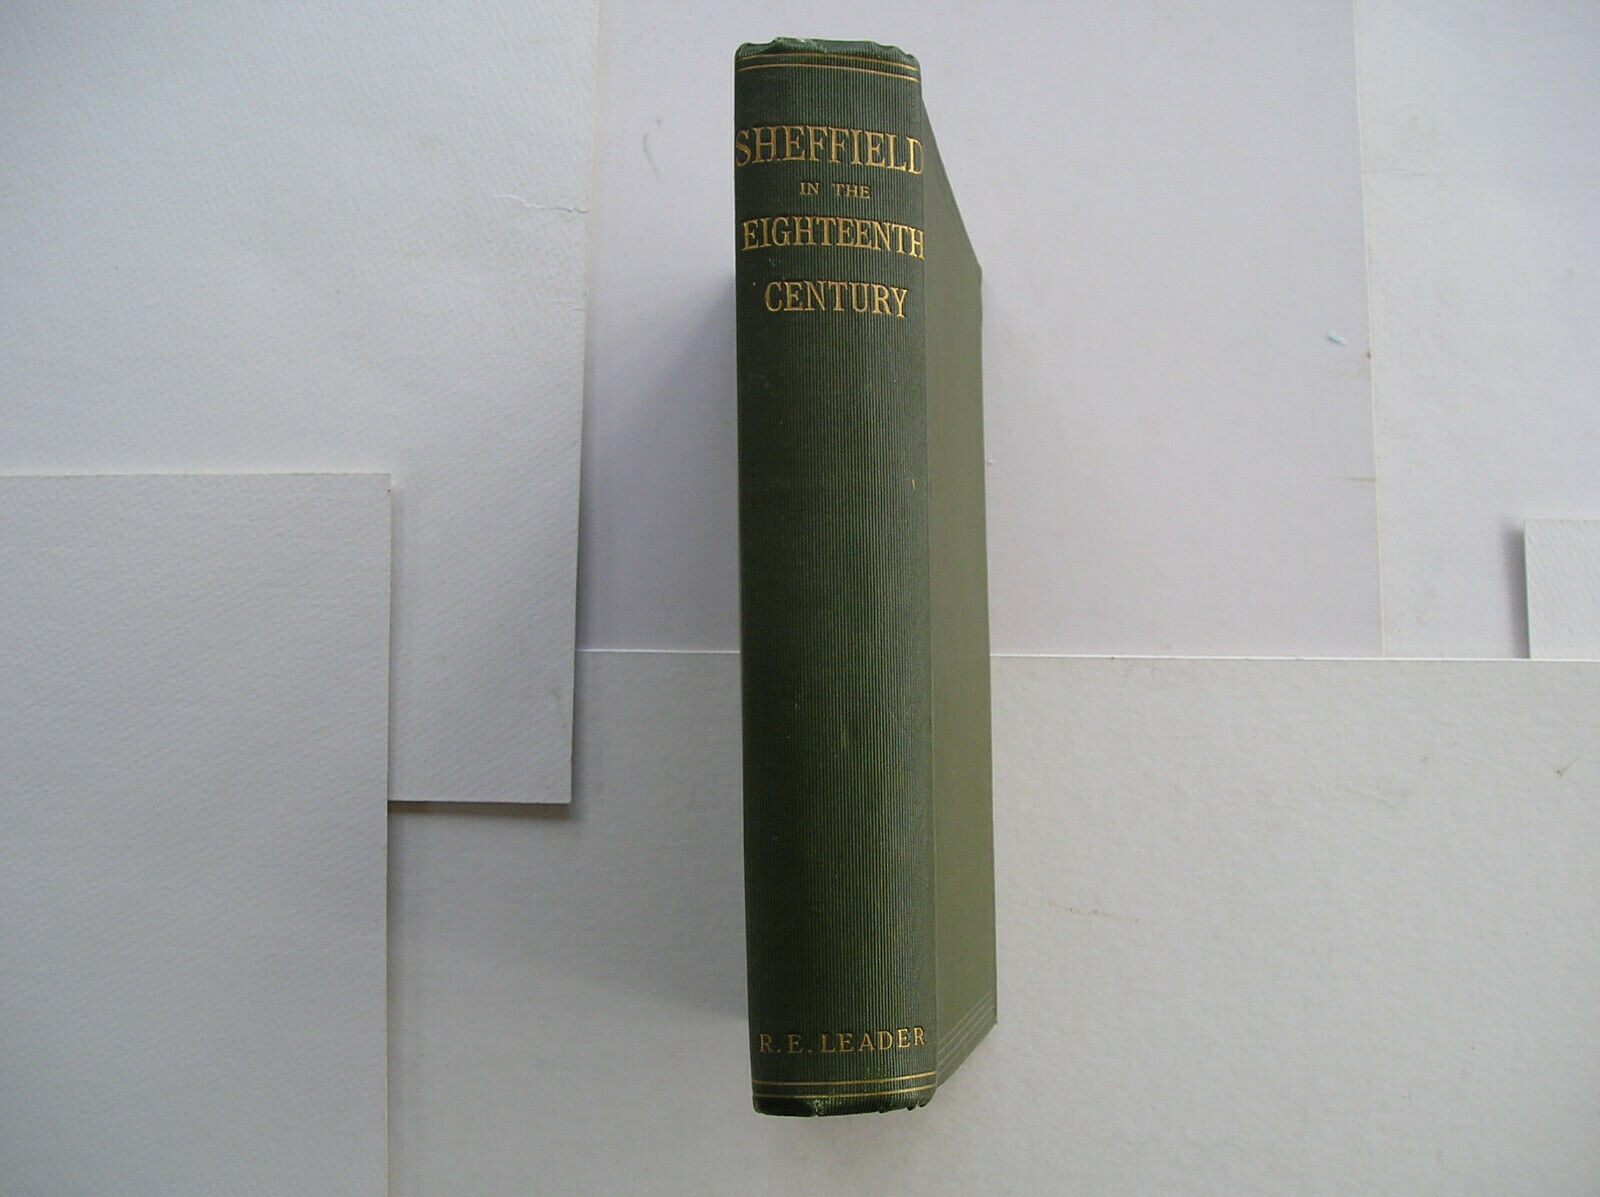 SHEFFIELD
IN THE
EIGHTEENTH
CENTURY
R. E. LEADER